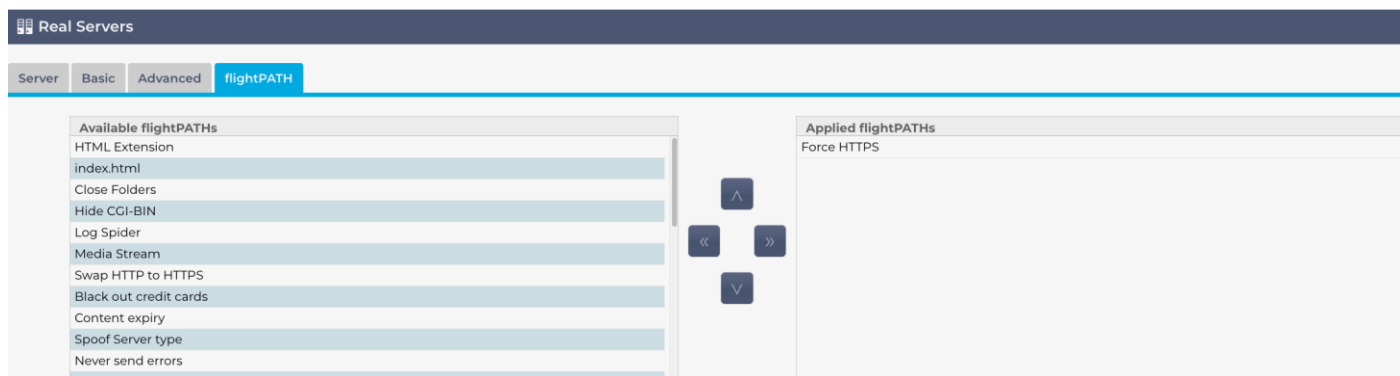 Real Servers
Server Basic Advanced flightPATH
Available flightPATHs
HTML Extension
index.html
Close Folders
Hide CGI-BIN
Log Spider
Media Stream
Swap HTTP to HTTPS
Black out credit cards
Content expiry
Spoof Server type
Never send errors
Applied flightPATHs
Force HTTPS